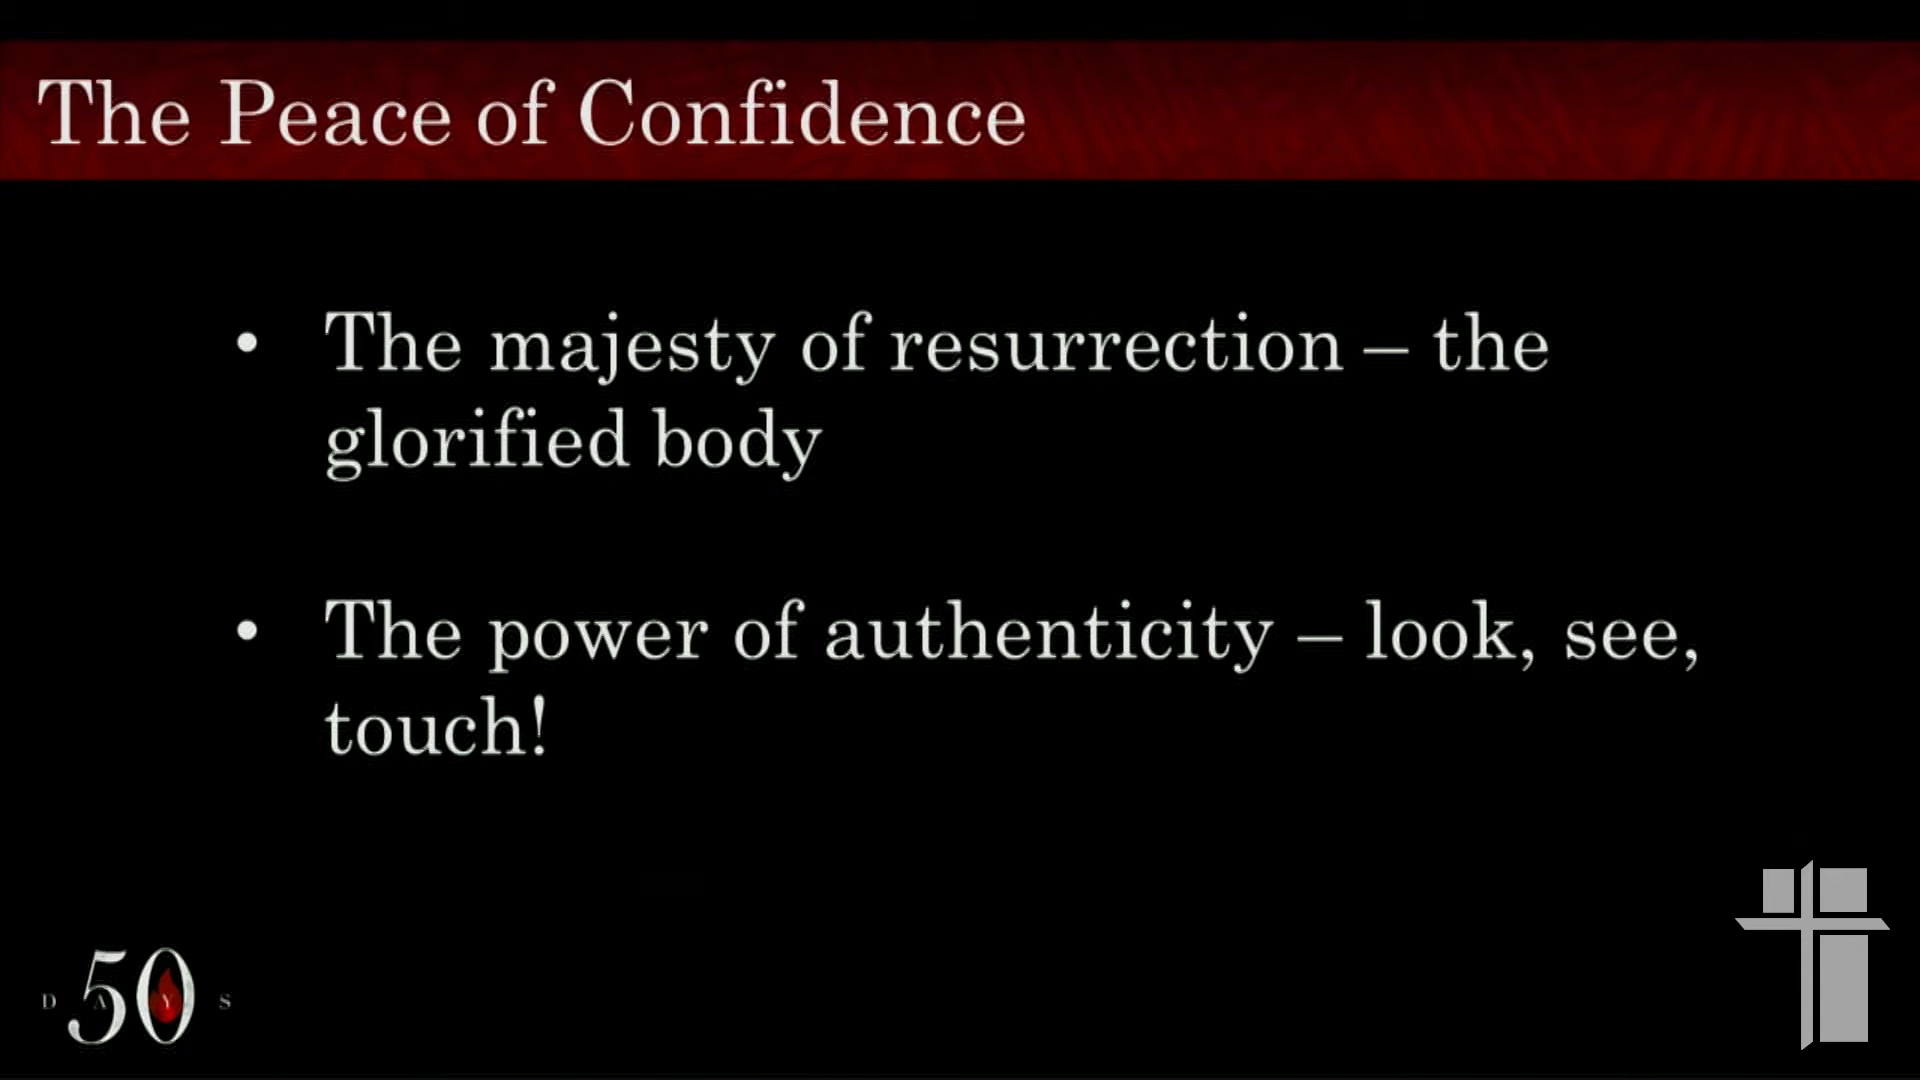 The Peace of Confidence
• The majesty of resurrection – the
glorified body
• The power of authenticity – look, see,
touch!
50
DAYS